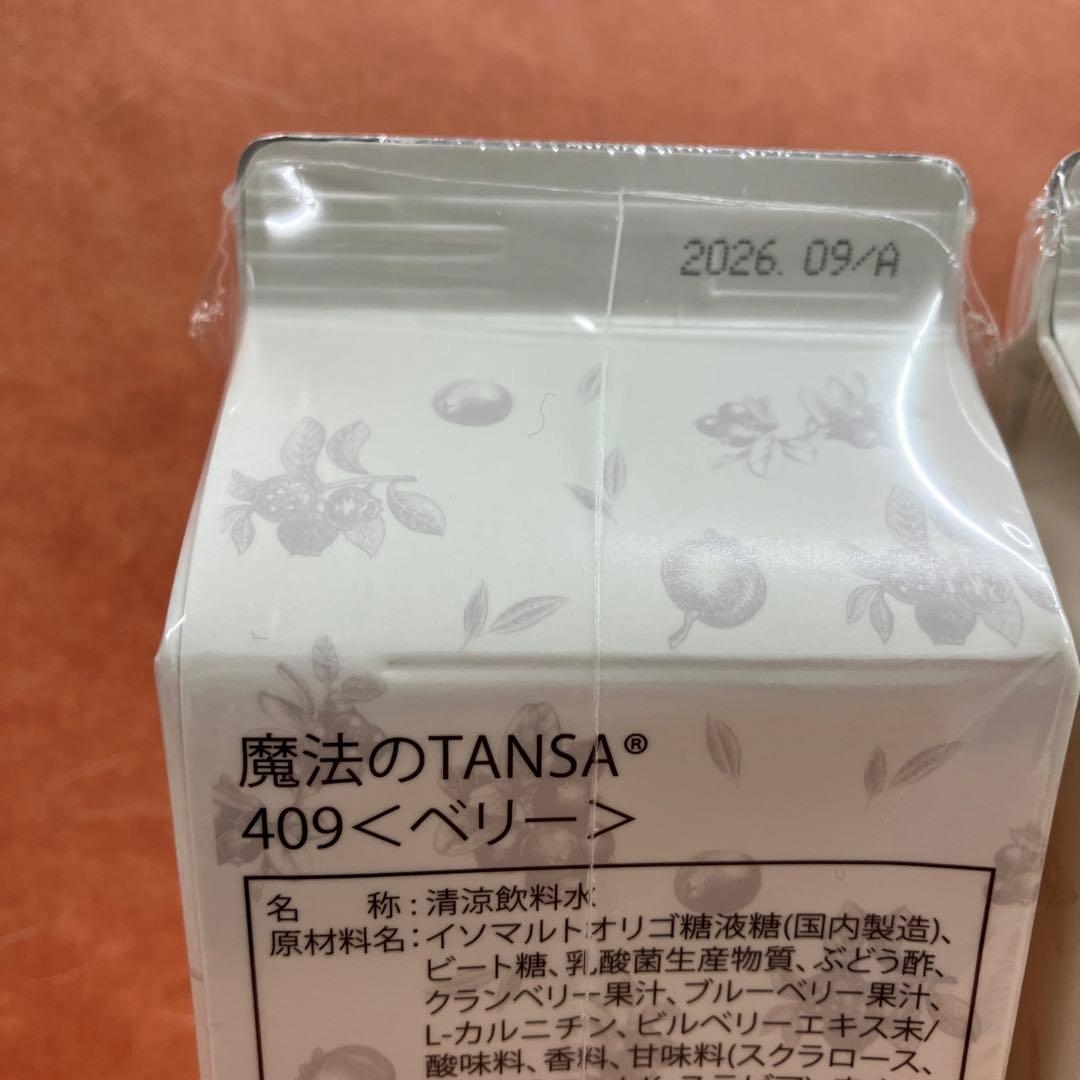 2026. 09/A
魔法のTANSA®
409＜ベリー＞
名　　称：清涼飲料水
原材料名：イソマルトオリゴ糖液糖(国内製造)、
ビート糖、乳酸菌生産物質、ぶどう酢、
クランベリー果汁、ブルーベリー果汁、
L-カルニチン、ビルベリーエキス末/
酸味料、香料、甘味料(スクラロース、